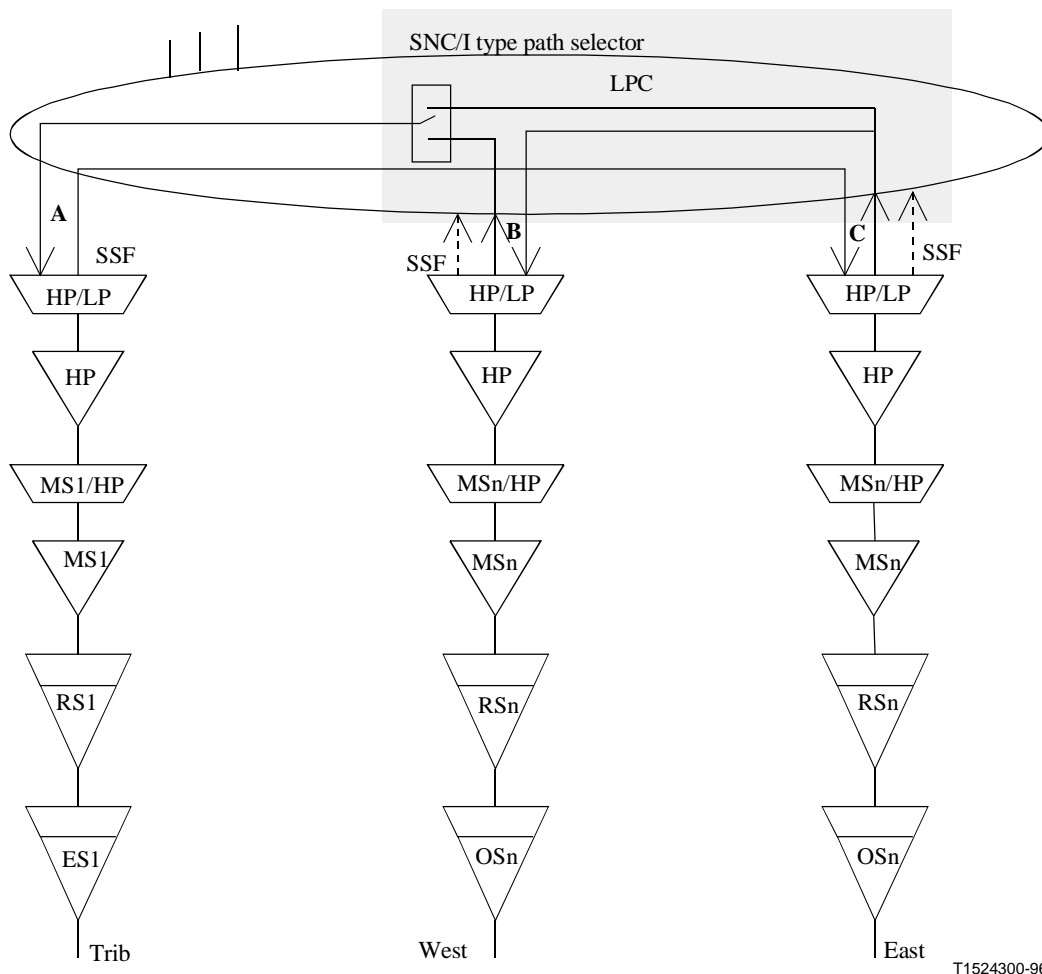 SNC/I type path selector
LPC
A
B
C
SSF
SSF
SSF
HP/LP
HP/LP
HP/LP
HP
HP
HP
MS1/HP
MSn/HP
MSn/HP
MS1
MSn
MSn
RS1
RSn
RSn
ES1
OSn
OSn
Trib
West
East
T1524300-96